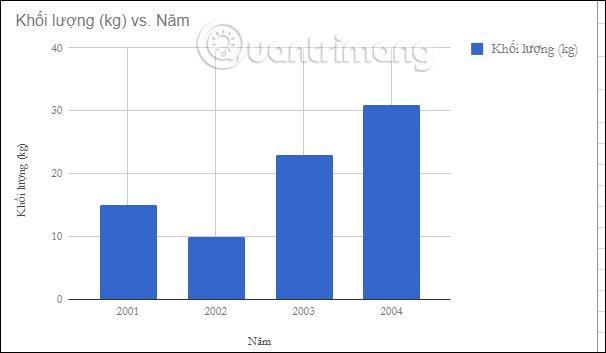 Khối lượng (kg) vs. Năm
Quantrimang
Khối lượng (kg)
40
30
20
10
0
Khối lượng (kg)
2001 2002 2003 2004
Năm